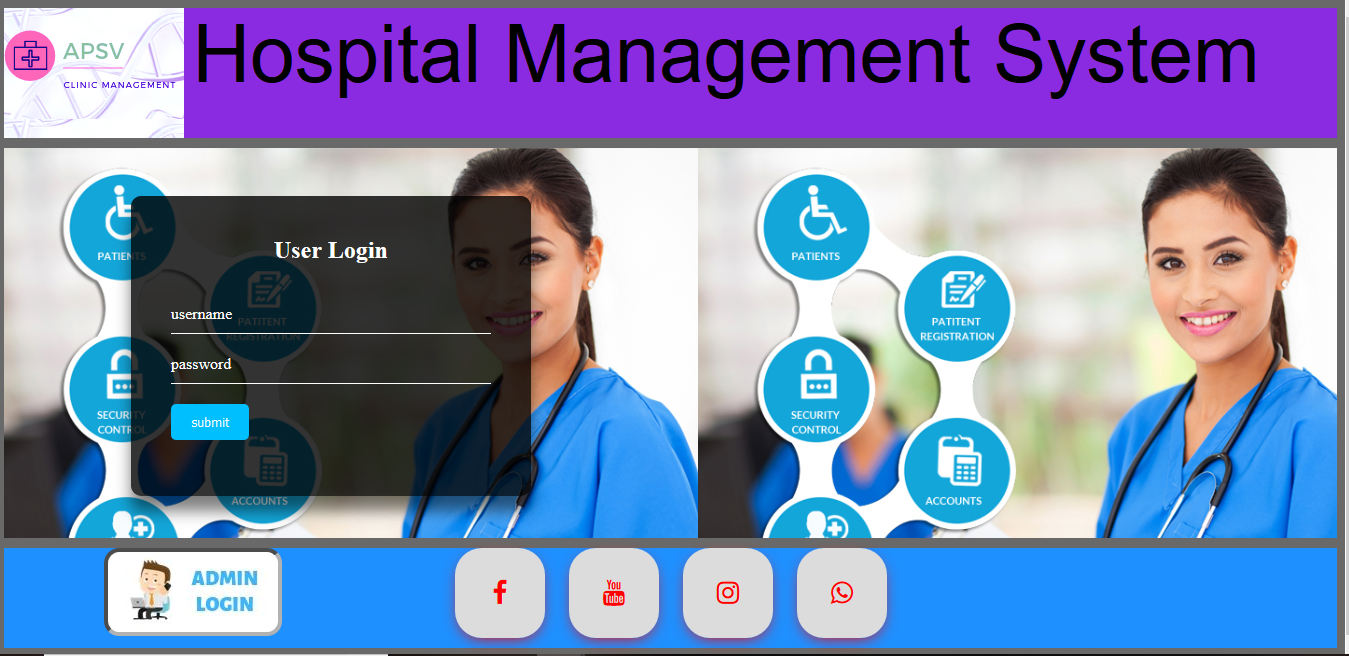 APSV
CLINIC MANAGEMENT
Hospital Management System
PATIENTS
User Login
PATITENT
REGISTRATION
username
password
SECURITY
CONTROL
submit
ACCOUNTS
PATIENTS
PATITENT
REGISTRATION
SECURITY
CONTROL
ACCOUNTS
ADMIN
LOGIN
You
Tube